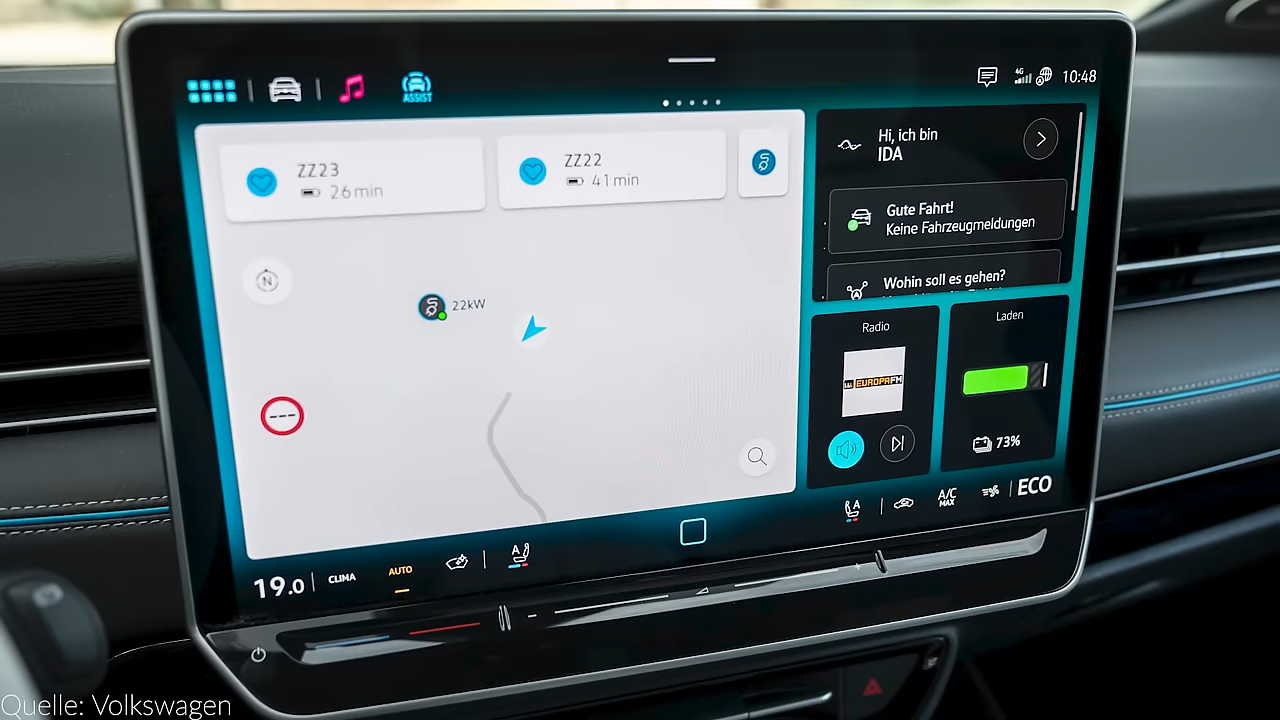 ASSIST
4G
10:48
ZZ23
26 min
ZZ22
41 min
N
22kW
---
Hi, ich bin
IDA
Gute Fahrt!
Keine Fahrzeugmeldungen
Wohin soll es gehen?
Radio
EUROPA FM
Laden
73%
19.0
CLIMA
AUTO
A
A
A/C
MAX
ECO
Quelle: Volkswagen